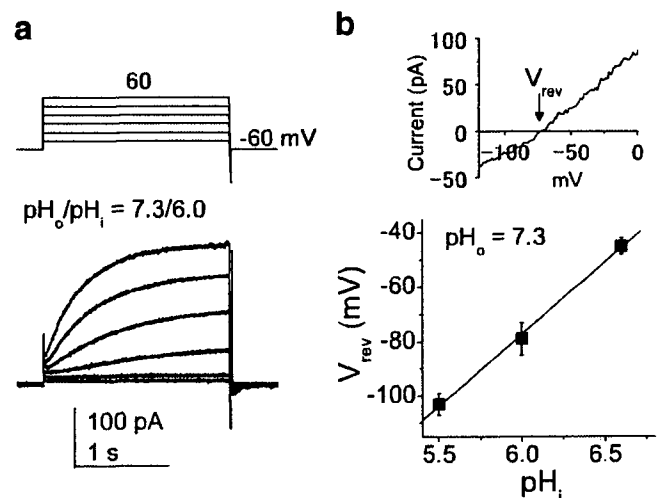 a
60
-60 mV
pHo/pHi = 7.3/6.0
100 pA
1 s
b
Current (pA)
100
50
0
-50
Vrev
-100
-50
0
mV
Vrev (mV)
-40
-60
-80
-100
pHo = 7.3
5.5
6.0
6.5
pHi